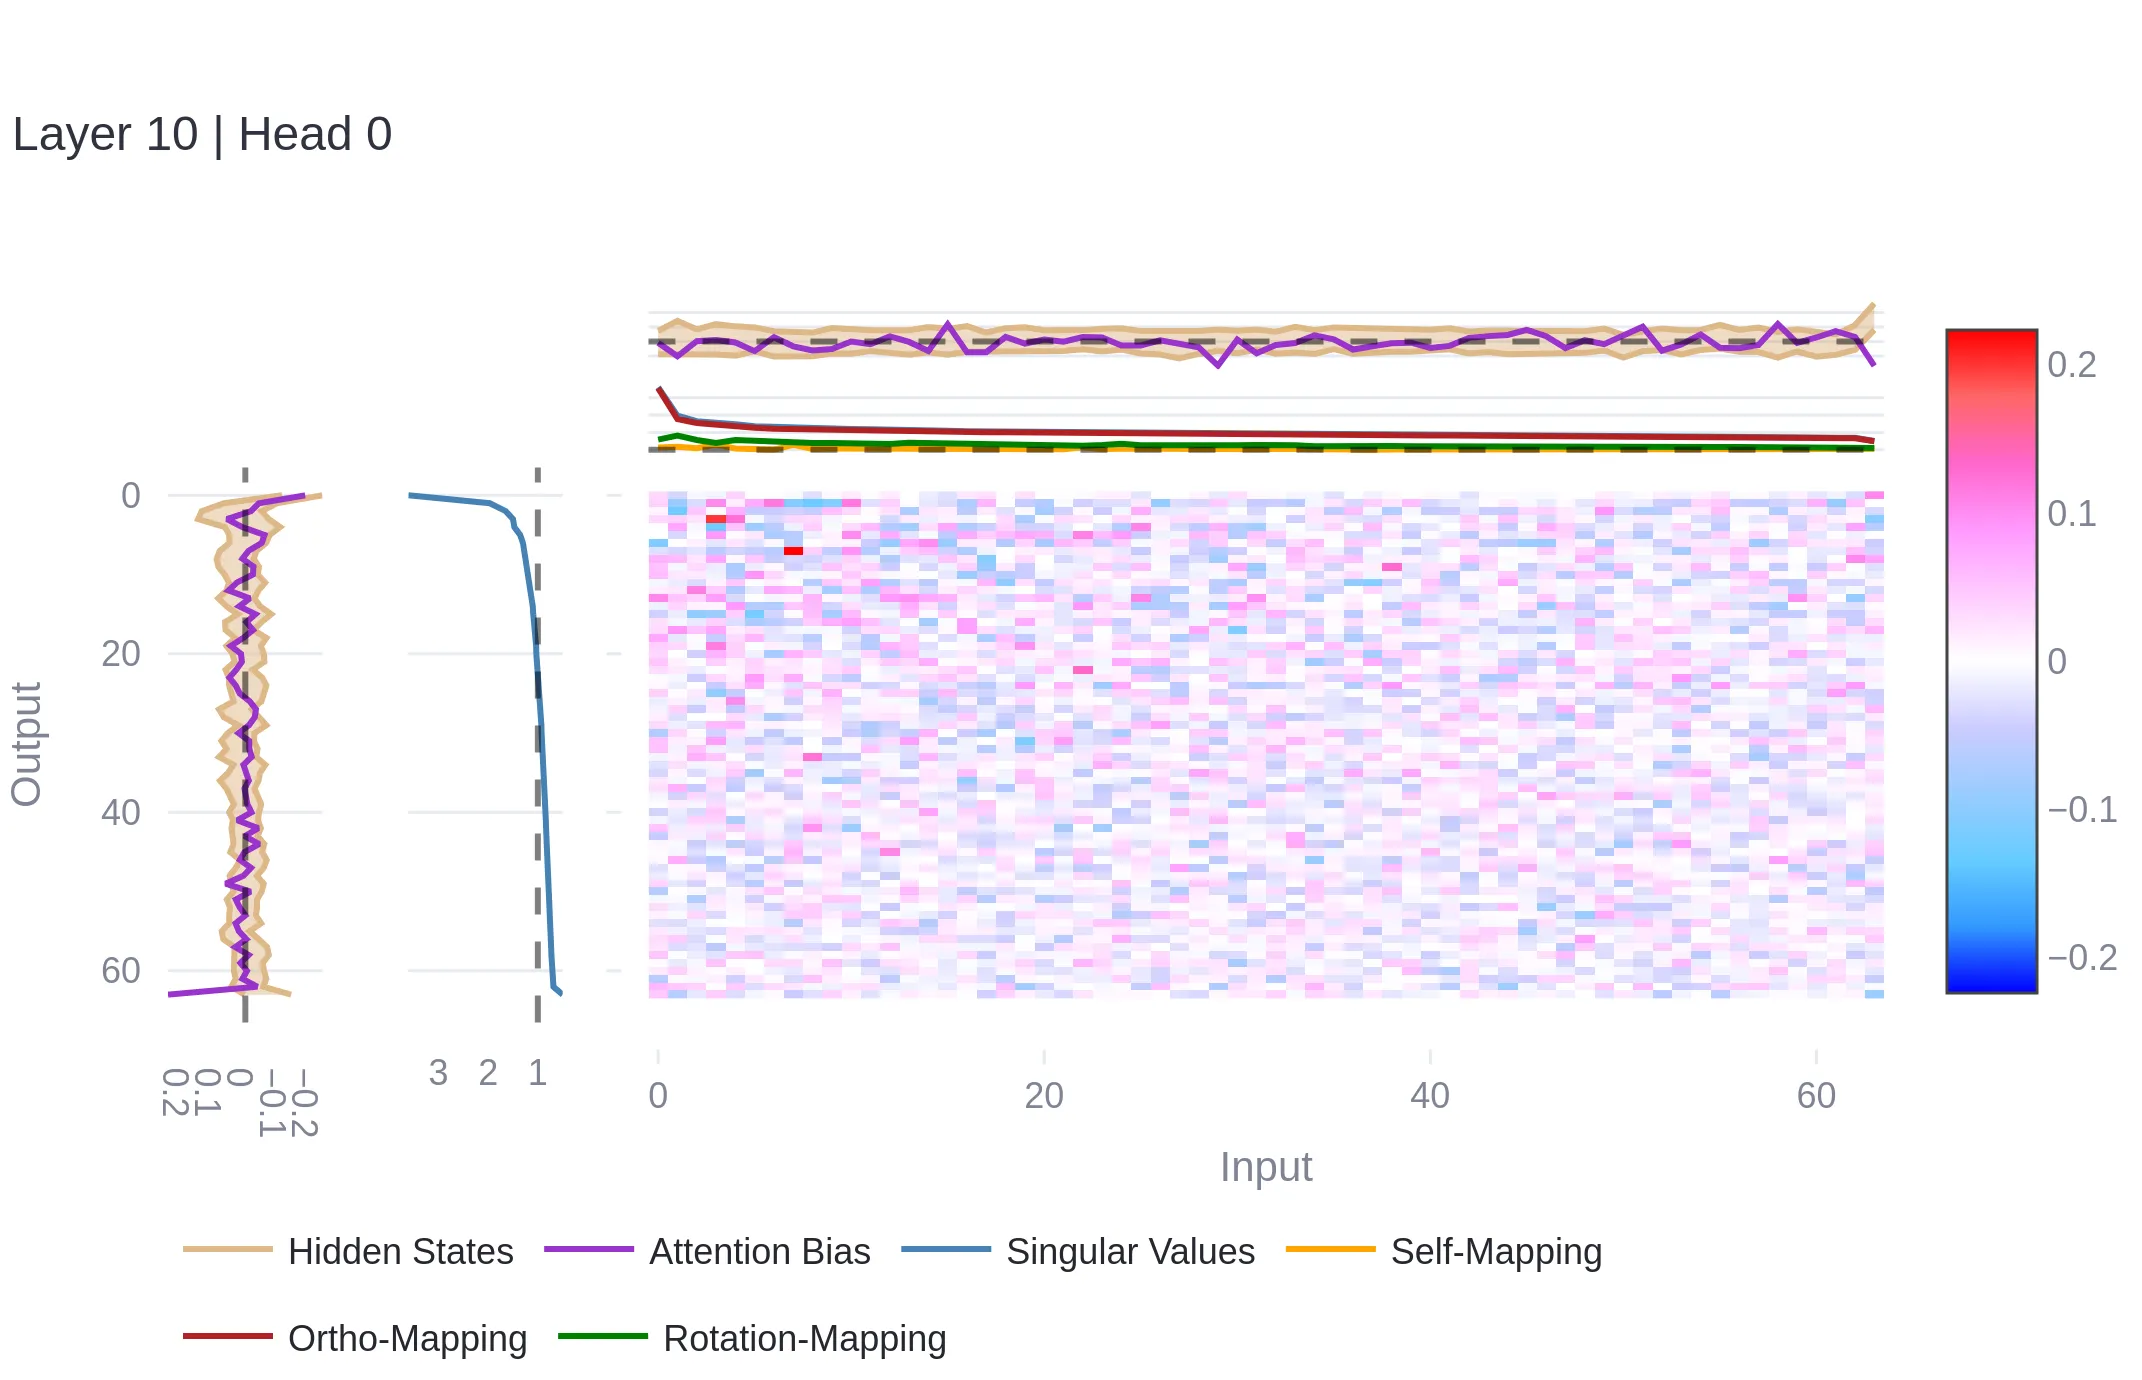 Layer 10 | Head 0
0
20
40
60
Output
0.2
0.1
0
−0.1
−0.2
3 2 1
0 20 40 60
Input
0.2
0.1
0
−0.1
−0.2
Hidden States Attention Bias Singular Values Self-Mapping
Ortho-Mapping Rotation-Mapping